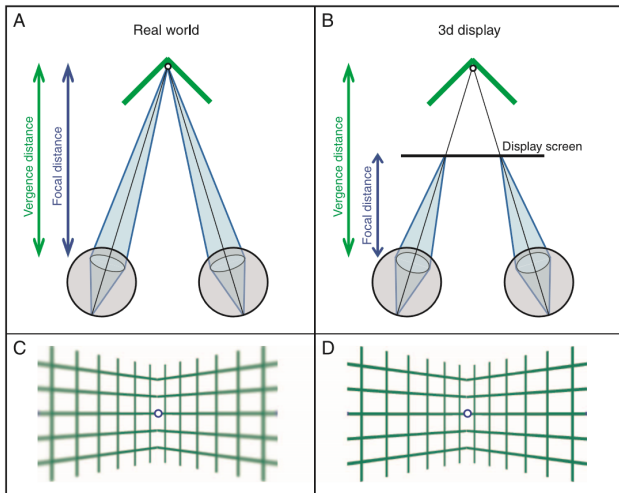 A
Real world
Vergence distance
Focal distance
B
3d display
Vergence distance
Focal distance
Display screen
C
D